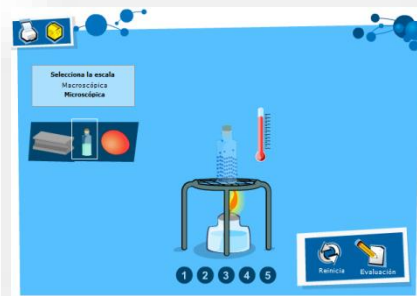 Selecciona la escala
Macroscópica
Microscópica
1 2 3 4 5
Reinicia Evaluación